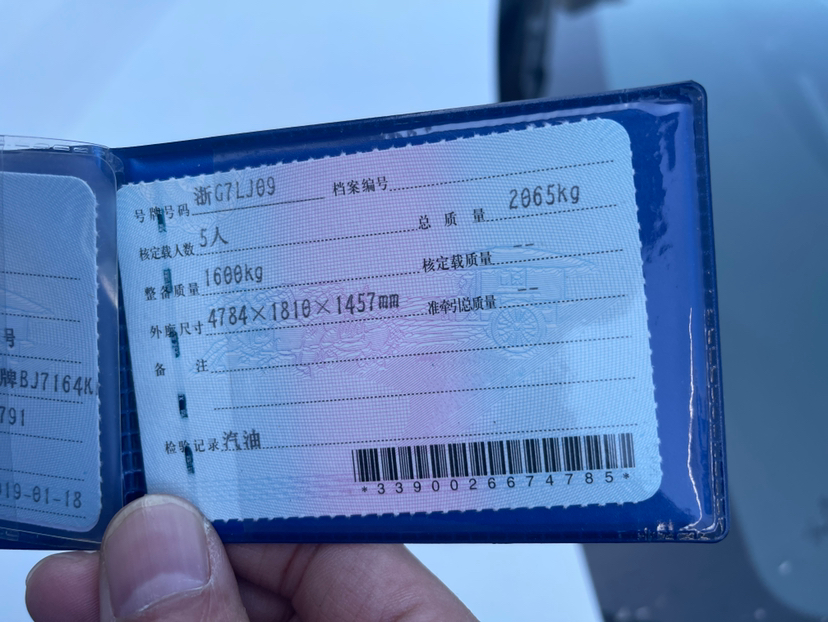 号
牌BJ7164K
791
019-01-18
号牌号码 浙G7LJ09 档案编号
核定载人数 5人 总质量 2065kg
整备质量 1600kg 核定载质量 --
外廓尺寸 4784×1810×1457mm 准牵引总质量 --
备注
检验记录 汽油
*3390026674785*